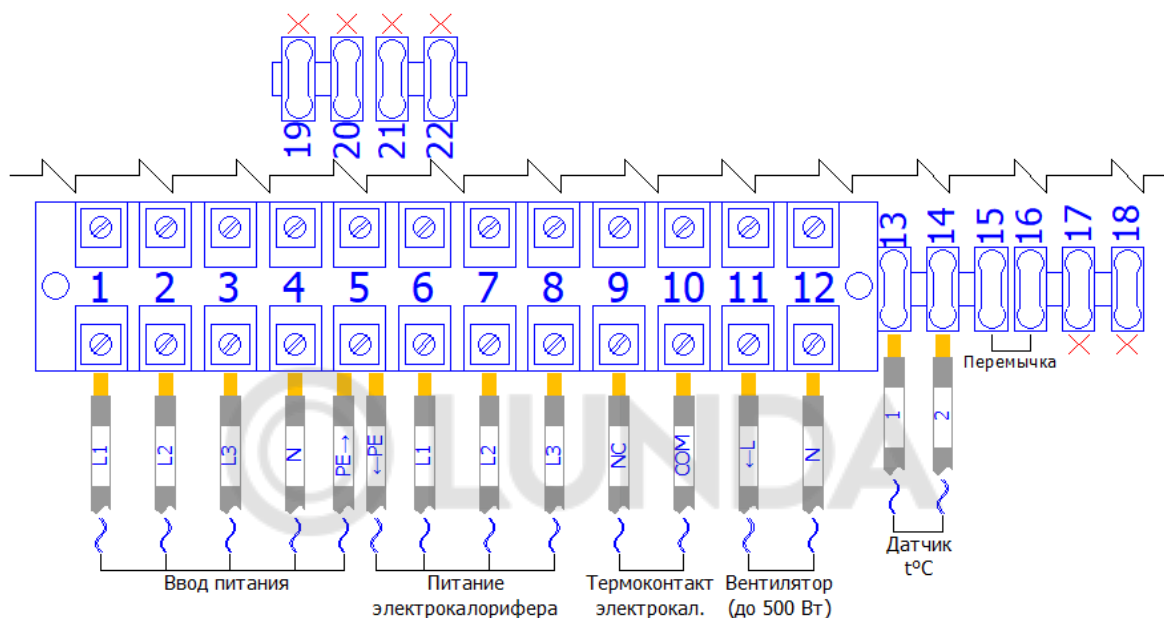 19 20 21 22
13 14 15 16 17 18
1 2 3 4 5 6 7 8 9 10 11 12
Перемычка
L1 L2 L3 N PE→ ←PE L1 L2 L3 NC COM ←L N 1 2
© LUNDA
Датчик
t°C
Ввод питания
Питание
электрокалорифера
Термоконтакт
электрокал.
Вентилятор
(до 500 Вт)